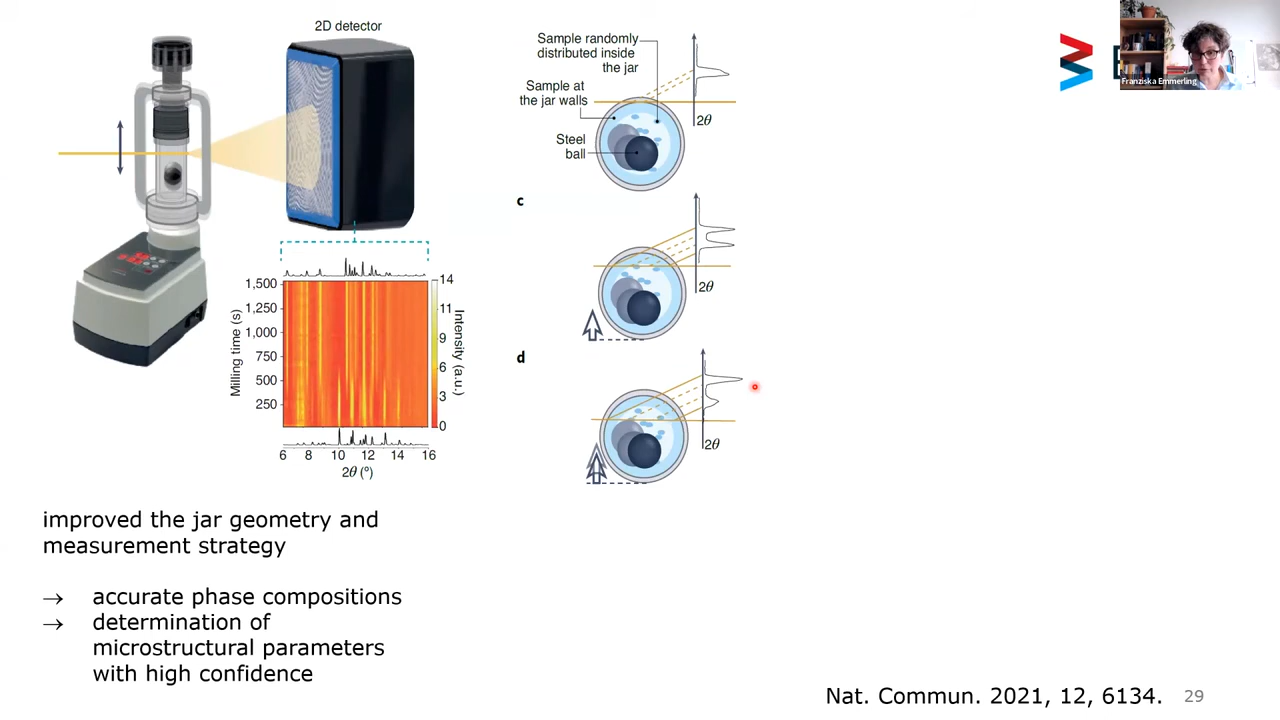 2D detector
1,500
1,250
1,000
750
500
250
Milling time (s)
14
11
9
6
3
0
Intensity (a.u.)
6 8 10 12 14 16
2θ (°)
Sample randomly
distributed inside
the jar
Sample at
the jar walls
Steel
ball
2θ
c
2θ
d
2θ
Franziska Emmerling
improved the jar geometry and
measurement strategy
→ accurate phase compositions
→ determination of
microstructural parameters
with high confidence
Nat. Commun. 2021, 12, 6134.
29